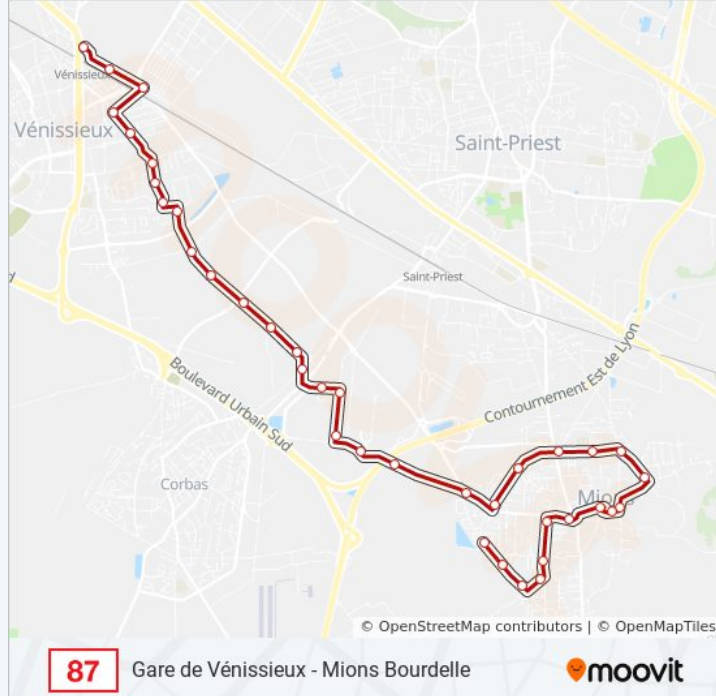 Vénissieux
Vénissieux
Saint-Priest
Saint-Priest
Contournement Est de Lyon
Boulevard Urbain Sud
Corbas
Mions
© OpenStreetMap contributors | © OpenMapTiles
87 Gare de Vénissieux - Mions Bourdelle moovit